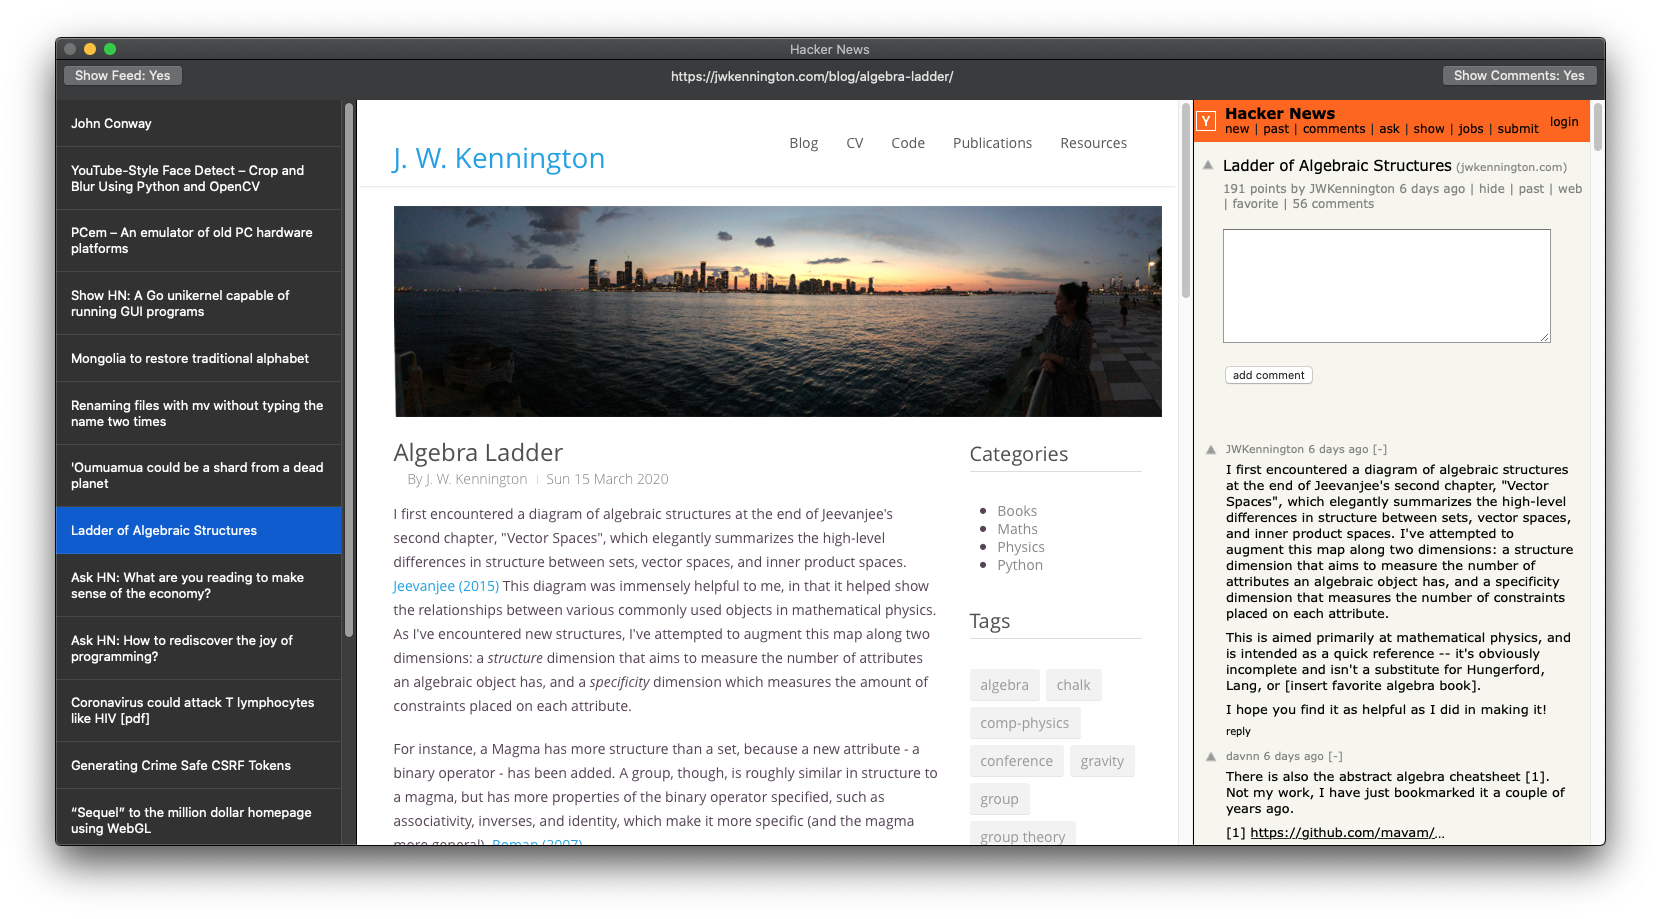 Hacker News
Show Feed: Yes
https://jwkennington.com/blog/algebra-ladder/
Show Comments: Yes
John Conway
YouTube-Style Face Detect – Crop and
Blur Using Python and OpenCV
PCem – An emulator of old PC hardware
platforms
Show HN: A Go unikernel capable of
running GUI programs
Mongolia to restore traditional alphabet
Renaming files with mv without typing the
name two times
'Oumuamua could be a shard from a dead
planet
Ladder of Algebraic Structures
Ask HN: What are you reading to make
sense of the economy?
Ask HN: How to rediscover the joy of
programming?
Coronavirus could attack T lymphocytes
like HIV [pdf]
Generating Crime Safe CSRF Tokens
“Sequel” to the million dollar homepage
using WebGL
J. W. Kennington
Blog CV Code Publications Resources
Algebra Ladder
By J. W. Kennington | Sun 15 March 2020
I first encountered a diagram of algebraic structures at the end of Jeevanjee's
second chapter, "Vector Spaces", which elegantly summarizes the high-level
differences in structure between sets, vector spaces, and inner product spaces.
Jeevanjee (2015) This diagram was immensely helpful to me, in that it helped show
the relationships between various commonly used objects in mathematical physics.
As I've encountered new structures, I've attempted to augment this map along two
dimensions: a structure dimension that aims to measure the number of attributes
an algebraic object has, and a specificity dimension which measures the amount of
constraints placed on each attribute.
For instance, a Magma has more structure than a set, because a new attribute - a
binary operator - has been added. A group, though, is roughly similar in structure to
a magma, but has more properties of the binary operator specified, such as
associativity, inverses, and identity, which make it more specific (and the magma
more general). Roman (2007)
Categories
Books
Maths
Physics
Python
Tags
algebra chalk
comp-physics
conference gravity
group
group theory
Y
Hacker News
new | past | comments | ask | show | jobs | submit
login
Ladder of Algebraic Structures (jwkennington.com)
191 points by JWKennington 6 days ago | hide | past | web
| favorite | 56 comments
add comment
JWKennington 6 days ago [-]
I first encountered a diagram of algebraic structures
at the end of Jeevanjee's second chapter, "Vector
Spaces", which elegantly summarizes the high-level
differences in structure between sets, vector spaces,
and inner product spaces. I've attempted to
augment this map along two dimensions: a structure
dimension that aims to measure the number of
attributes an algebraic object has, and a specificity
dimension that measures the number of constraints
placed on each attribute.
This is aimed primarily at mathematical physics, and
is intended as a quick reference -- it's obviously
incomplete and isn't a substitute for Hungerford,
Lang, or [insert favorite algebra book].
I hope you find it as helpful as I did in making it!
reply
davnn 6 days ago [-]
There is also the abstract algebra cheatsheet [1].
Not my work, I have just bookmarked it a couple of
years ago.
[1] https://github.com/mavam/...